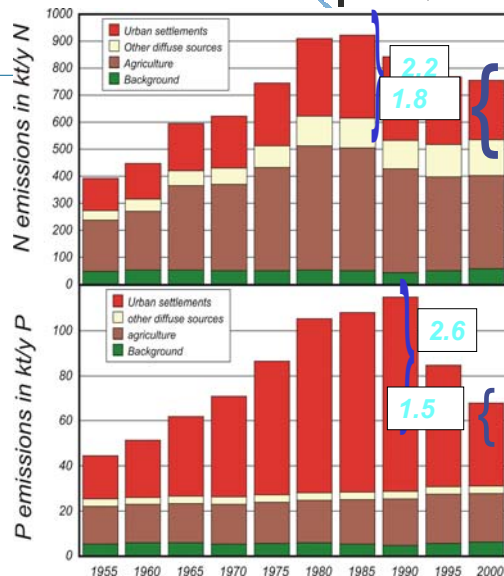 N emissions in kt/y N
1000
900
800
700
600
500
400
300
200
100
0
Urban settlements
Other diffuse sources
Agriculture
Background
2.2
1.8
P emissions in kt/y P
100
80
60
40
20
0
Urban settlements
other diffuse sources
agriculture
Background
2.6
1.5
1955 1960 1965 1970 1975 1980 1985 1990 1995 2000